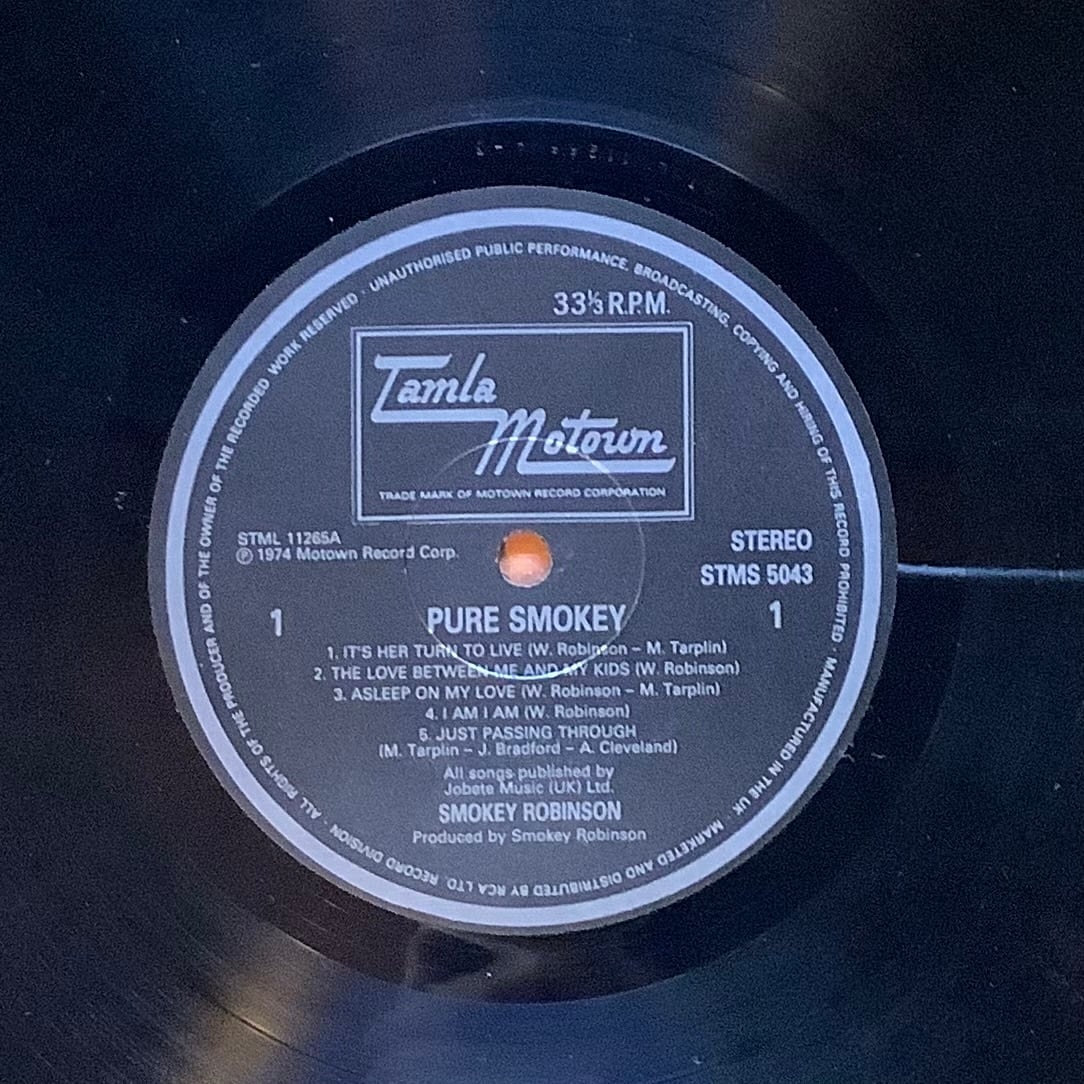 ALL RIGHTS OF THE PRODUCER AND OF THE OWNER OF THE RECORDED WORK RESERVED · UNAUTHORISED PUBLIC PERFORMANCE, BROADCASTING, COPYING AND HIRING OF THIS RECORD PROHIBITED · MANUFACTURED IN THE UK · MARKETED AND DISTRIBUTED BY RCA LTD. RECORD DIVISION ·
33⅓ R.P.M.
Tamla
Motown
TRADE MARK OF MOTOWN RECORD CORPORATION
STML 11265A
℗ 1974 Motown Record Corp.
STEREO
STMS 5043
1
1
PURE SMOKEY
1. IT'S HER TURN TO LIVE (W. Robinson – M. Tarplin)
2. THE LOVE BETWEEN ME AND MY KIDS (W. Robinson)
3. ASLEEP ON MY LOVE (W. Robinson – M. Tarplin)
4. I AM I AM (W. Robinson)
5. JUST PASSING THROUGH
(M. Tarplin – J. Bradford – A. Cleveland)
All songs published by
Jobete Music (UK) Ltd.
SMOKEY ROBINSON
Produced by Smokey Robinson